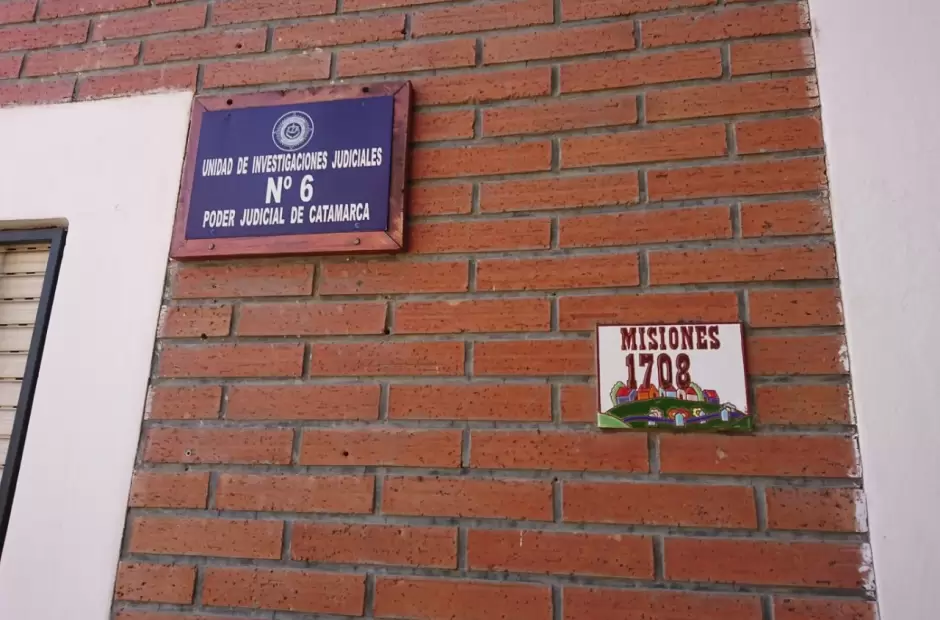 UNIDAD DE INVESTIGACIONES JUDICIALES
Nº 6
PODER JUDICIAL DE CATAMARCA
MISIONES
1708